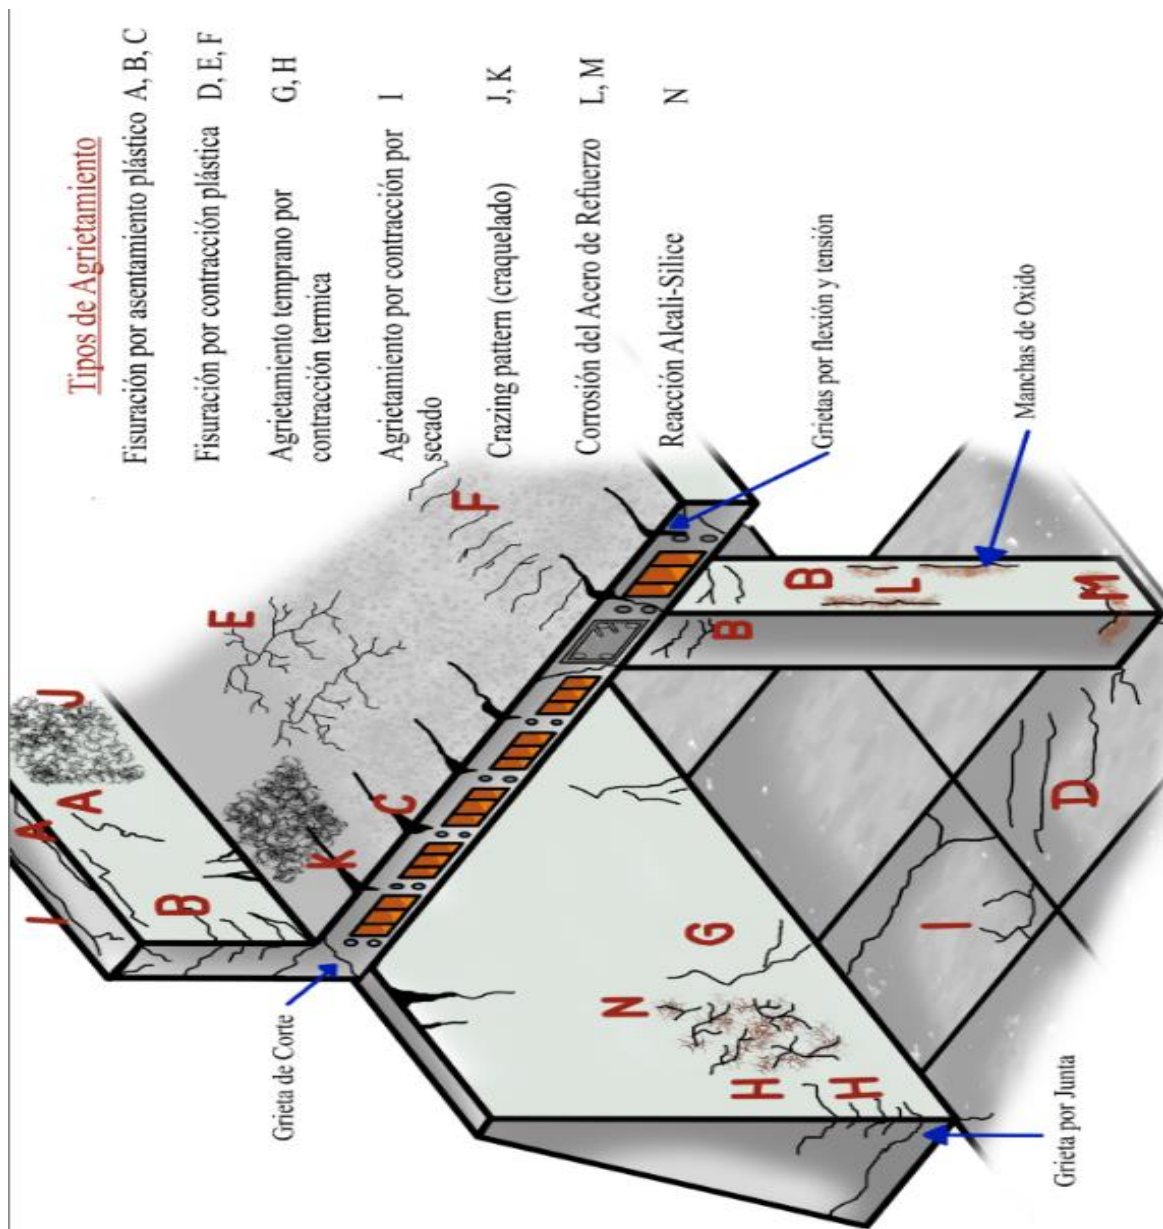 Tipos de Agrietamiento
Fisuración por asentamiento plástico A, B, C
Fisuración por contracción plástica D, E, F
Agrietamiento temprano por G, H
contracción termica
Agrietamiento por contracción por I
secado
Crazing pattern (craquelado) J, K
Corrosión del Acero de Refuerzo L, M
Reacción Alcali-Silice N
Grietas por flexión y tensión
Manchas de Oxido
Grieta de Corte
Grieta por Junta
J
A
A
I
B
E
F
K
C
B
B
L
M
D
I
G
N
H
H